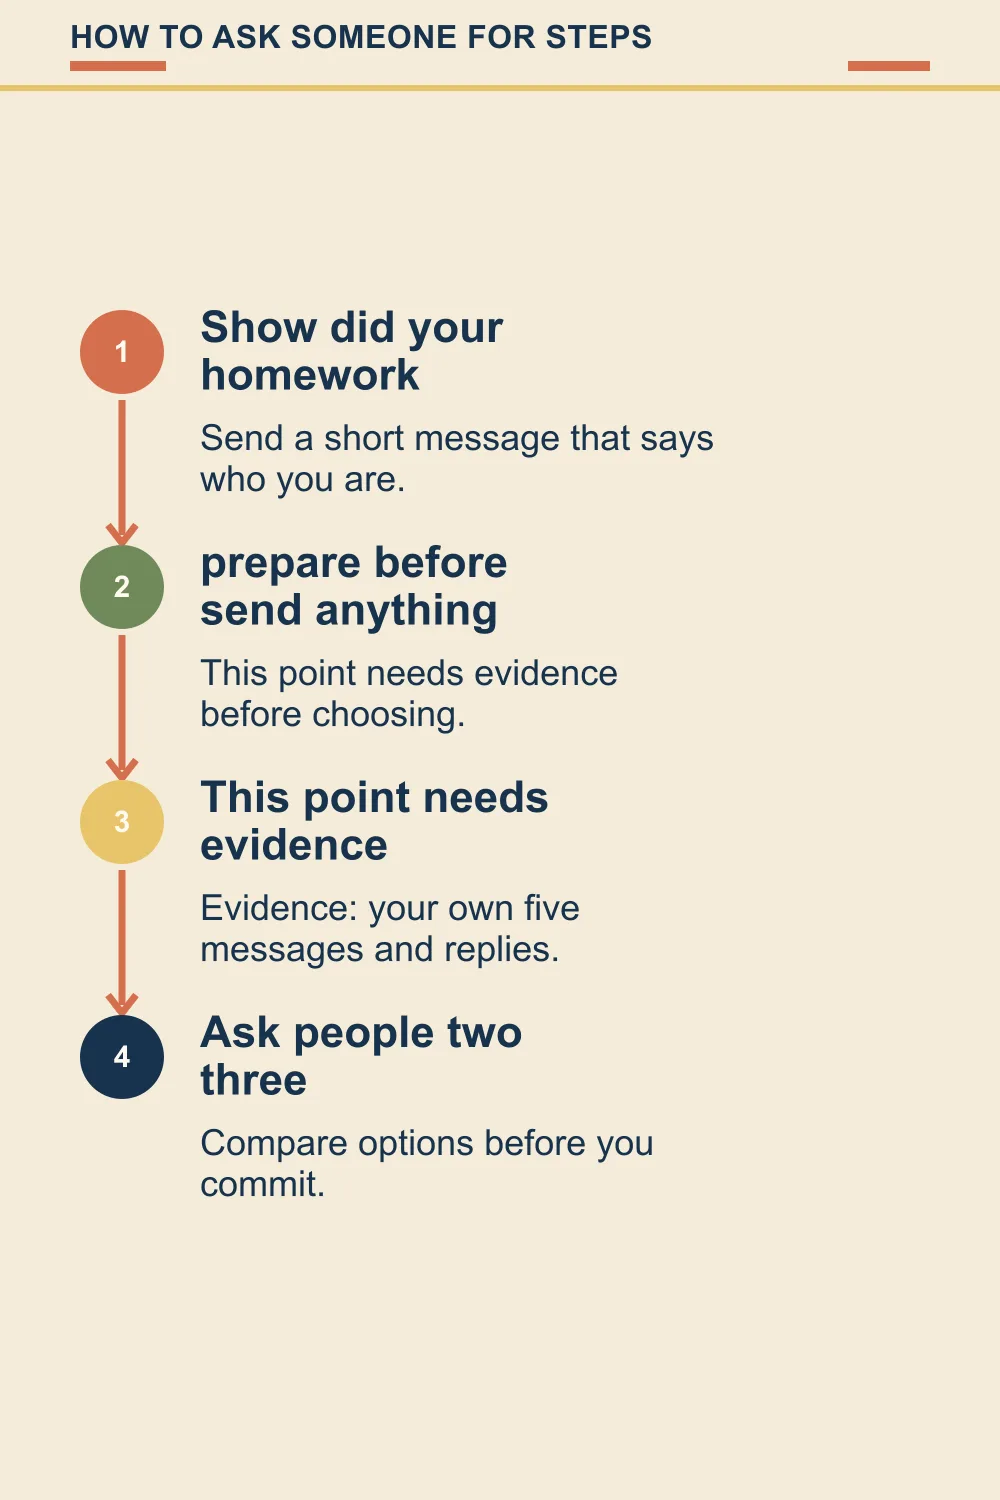 HOW TO ASK SOMEONE FOR STEPS
1
Show did your
homework
Send a short message that says
who you are.
2
prepare before
send anything
This point needs evidence
before choosing.
3
This point needs
evidence
Evidence: your own five
messages and replies.
4
Ask people two
three
Compare options before you
commit.